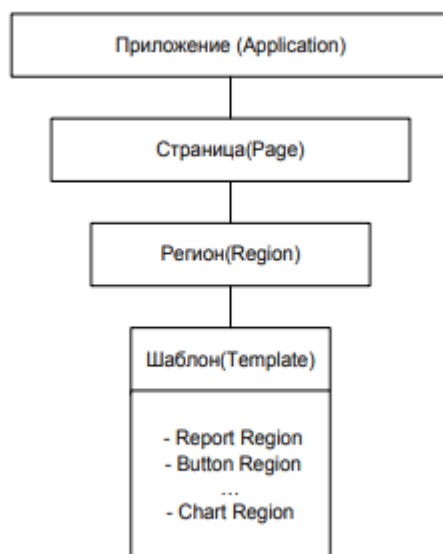 Приложение (Application)
Страница(Page)
Регион(Region)
Шаблон(Template)
- Report Region
- Button Region
...
- Chart Region